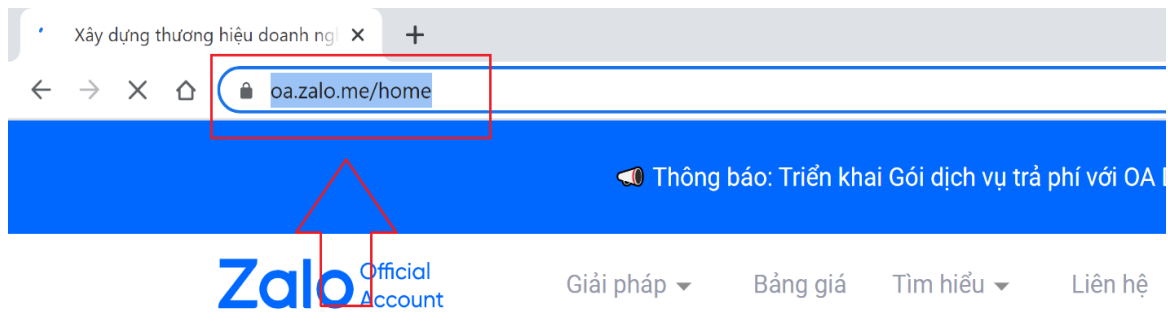 Xây dựng thương hiệu doanh ng
oa.zalo.me/home
Thông báo: Triển khai Gói dịch vụ trả phí với OA
Zalo Official Account
Giải pháp Bảng giá Tìm hiểu Liên hệ